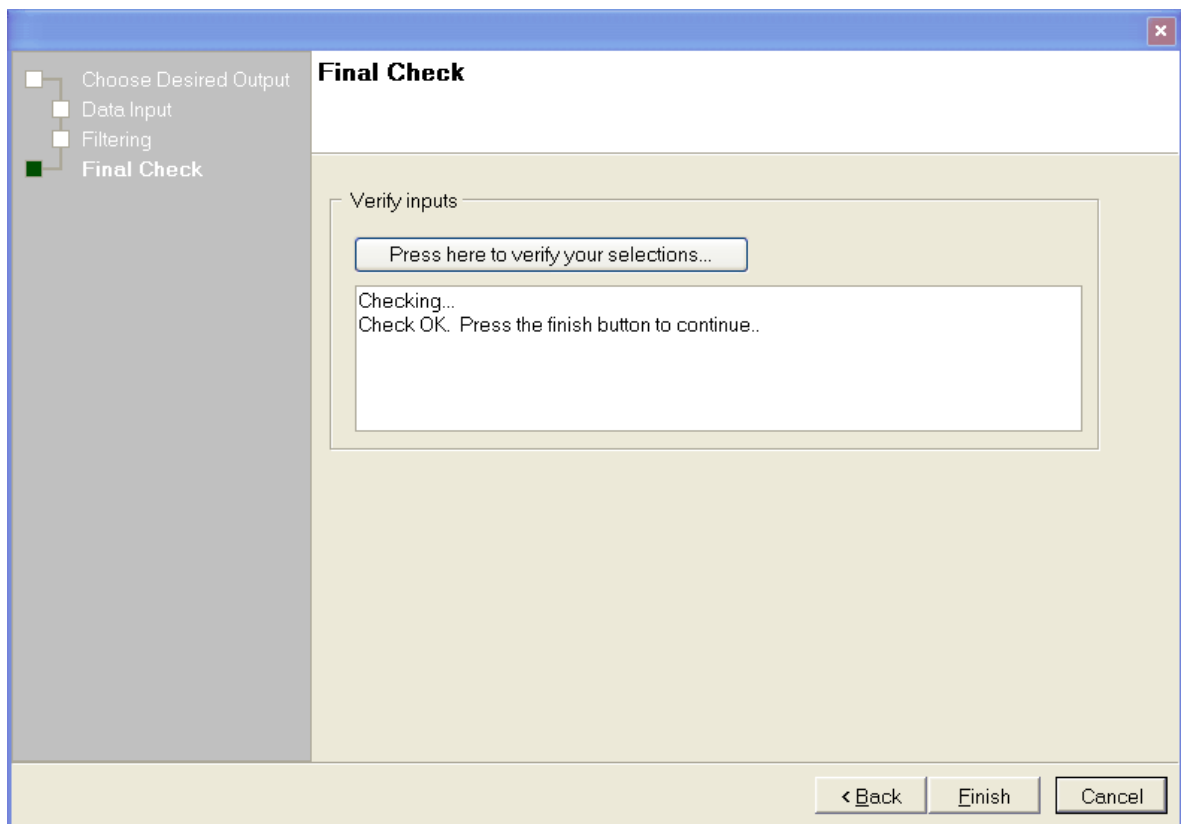 Choose Desired Output
Data Input
Filtering
Final Check
Final Check
Verify inputs
Press here to verify your selections...
Checking...
Check OK.  Press the finish button to continue..
< Back
Finish
Cancel